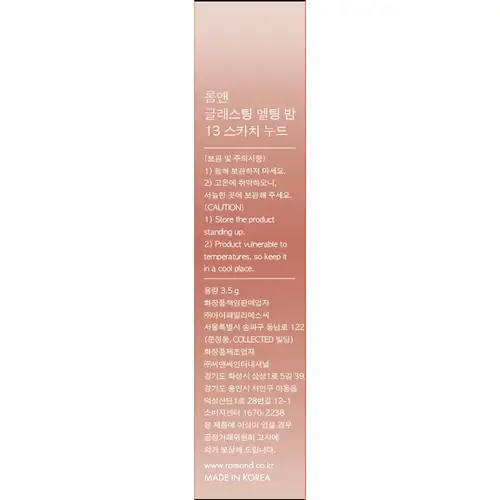 롬앤
글래스팅 멜팅 밤
13 스카치 누드
(보관 및 주의사항)
1) 눕혀 보관하지 마세요.
2) 고온에 취약하오니,
서늘한 곳에 보관해 주세요.
(CAUTION)
1) Store the product
standing up.
2) Product vulnerable to
temperatures, so keep it
in a cool place.
용량 3.5 g
화장품책임판매업자
㈜아이패밀리에스씨
서울특별시 송파구 동남로 122
(문정동, COLLECTED 빌딩)
화장품제조업자
㈜씨앤씨인터내셔널
경기도 화성시 삼성1로 5길 39,
경기도 용인시 처인구 이동읍
덕성산단1로 28번길 12-1
소비자센터 1670-2238
본 제품에 이상이 있을 경우
공정거래위원회 고시에
의거 보상해 드립니다.
www.romand.co.kr
MADE IN KOREA